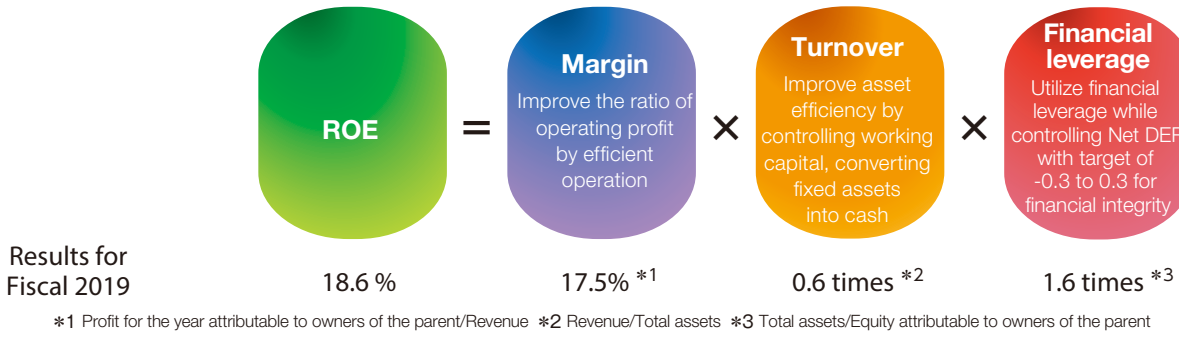 ROE
=
Margin
Improve the ratio of
operating profit
by efficient
operation
×
Turnover
Improve asset
efficiency by
controlling working
capital, converting
fixed assets
into cash
×
Financial
leverage
Utilize financial
leverage while
controlling Net DER
with target of
-0.3 to 0.3 for
financial integrity
Results for
Fiscal 2019
18.6 %
17.5% *1
0.6 times *2
1.6 times *3
*1 Profit for the year attributable to owners of the parent/Revenue *2 Revenue/Total assets *3 Total assets/Equity attributable to owners of the parent